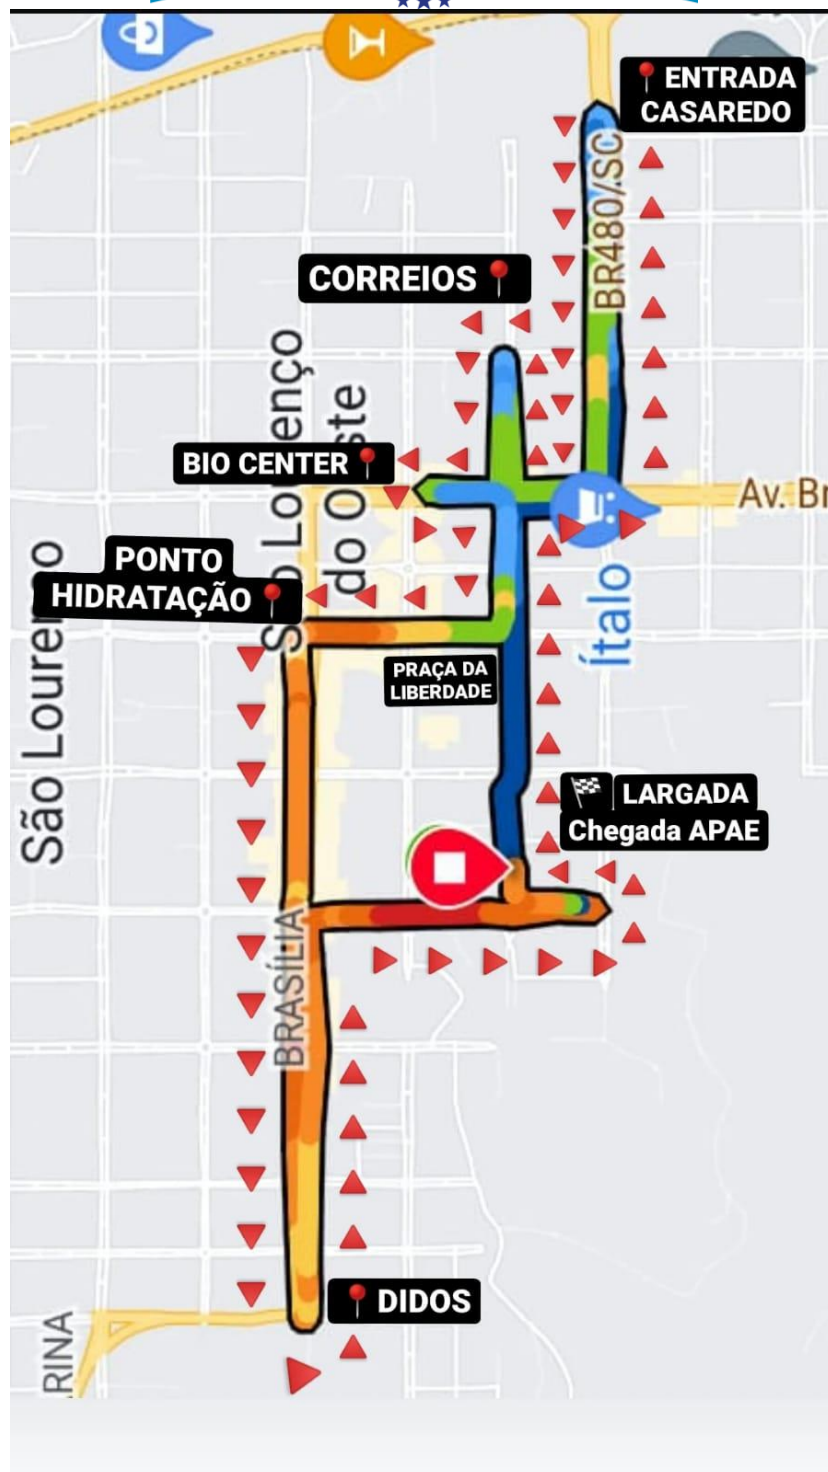 ENTRADA
CASAREDO
BR480/SC
CORREIOS
São Lourenço
do Oeste
BIO CENTER
Av. Br
PONTO
HIDRATAÇÃO
São Lourenço
Ítalo
PRAÇA DA
LIBERDADE
LARGADA
Chegada APAE
BRASÍLIA
DIDOS
RINA